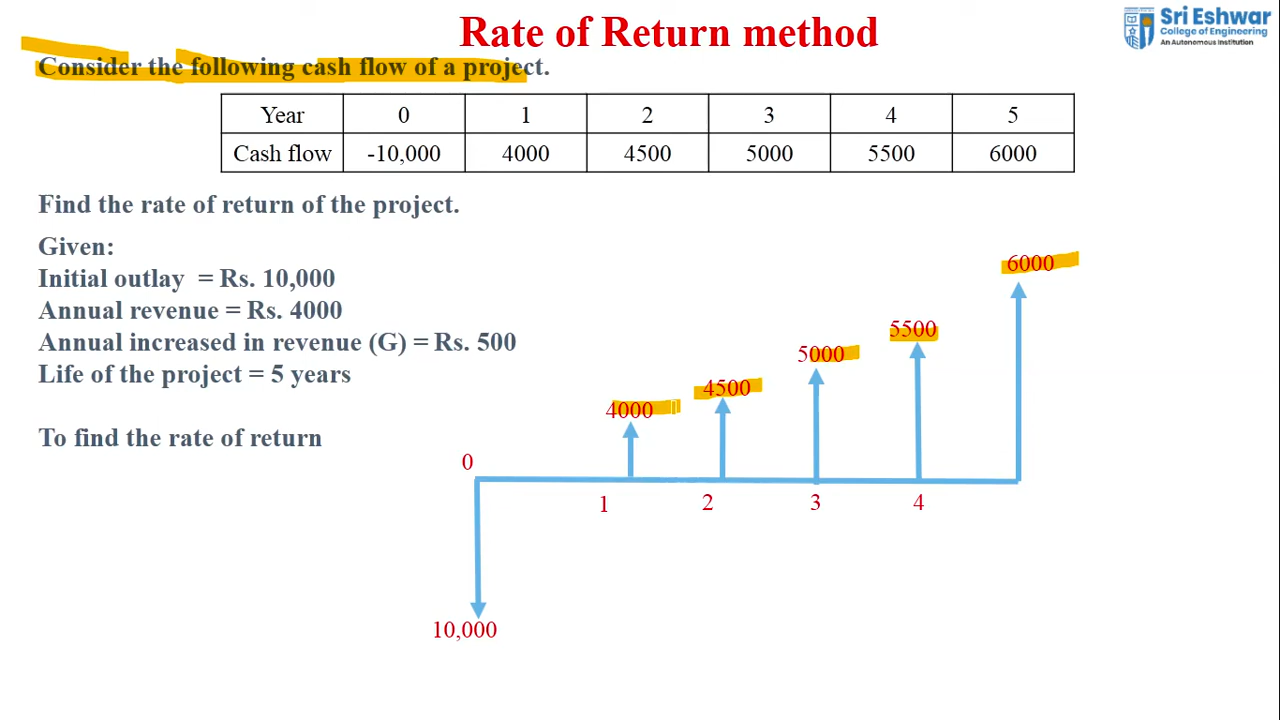 Rate of Return method
Sri Eshwar
College of Engineering
An Autonomous Institution
Consider the following cash flow of a project.
Year 0 1 2 3 4 5
Cash flow -10,000 4000 4500 5000 5500 6000
Find the rate of return of the project.
Given:
Initial outlay = Rs. 10,000
Annual revenue = Rs. 4000
Annual increased in revenue (G) = Rs. 500
Life of the project = 5 years
To find the rate of return
6000
5500
5000
4500
4000
0
1 2 3 4
10,000